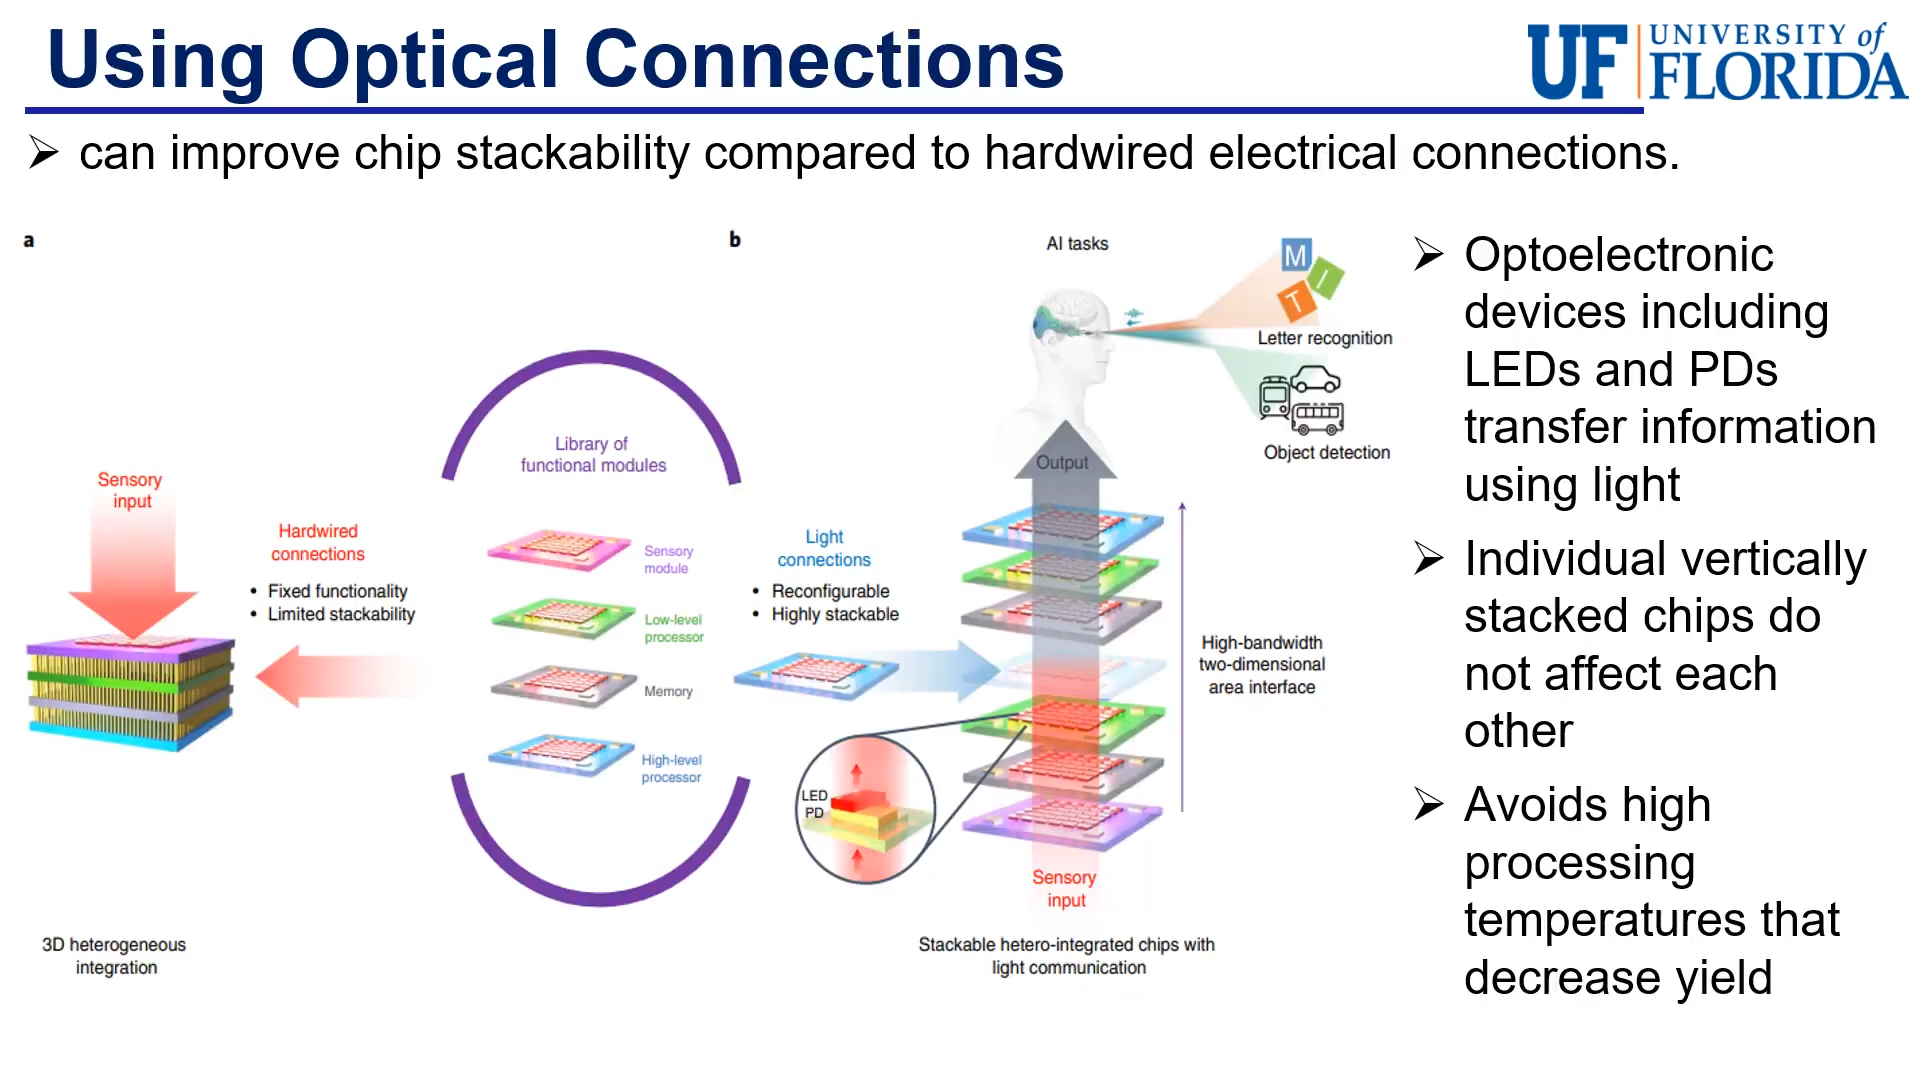 Using Optical Connections
UF UNIVERSITY of
FLORIDA
can improve chip stackability compared to hardwired electrical connections.
a
Sensory
input
Hardwired
connections
• Fixed functionality
• Limited stackability
3D heterogeneous
integration
Library of
functional modules
Sensory
module
Low-level
processor
Memory
High-level
processor
b
AI tasks
M
I
T
Letter recognition
Object detection
Output
Light
connections
• Reconfigurable
• Highly stackable
High-bandwidth
two-dimensional
area interface
LED
PD
Sensory
input
Stackable hetero-integrated chips with
light communication
Optoelectronic
devices including
LEDs and PDs
transfer information
using light
Individual vertically
stacked chips do
not affect each
other
Avoids high
processing
temperatures that
decrease yield